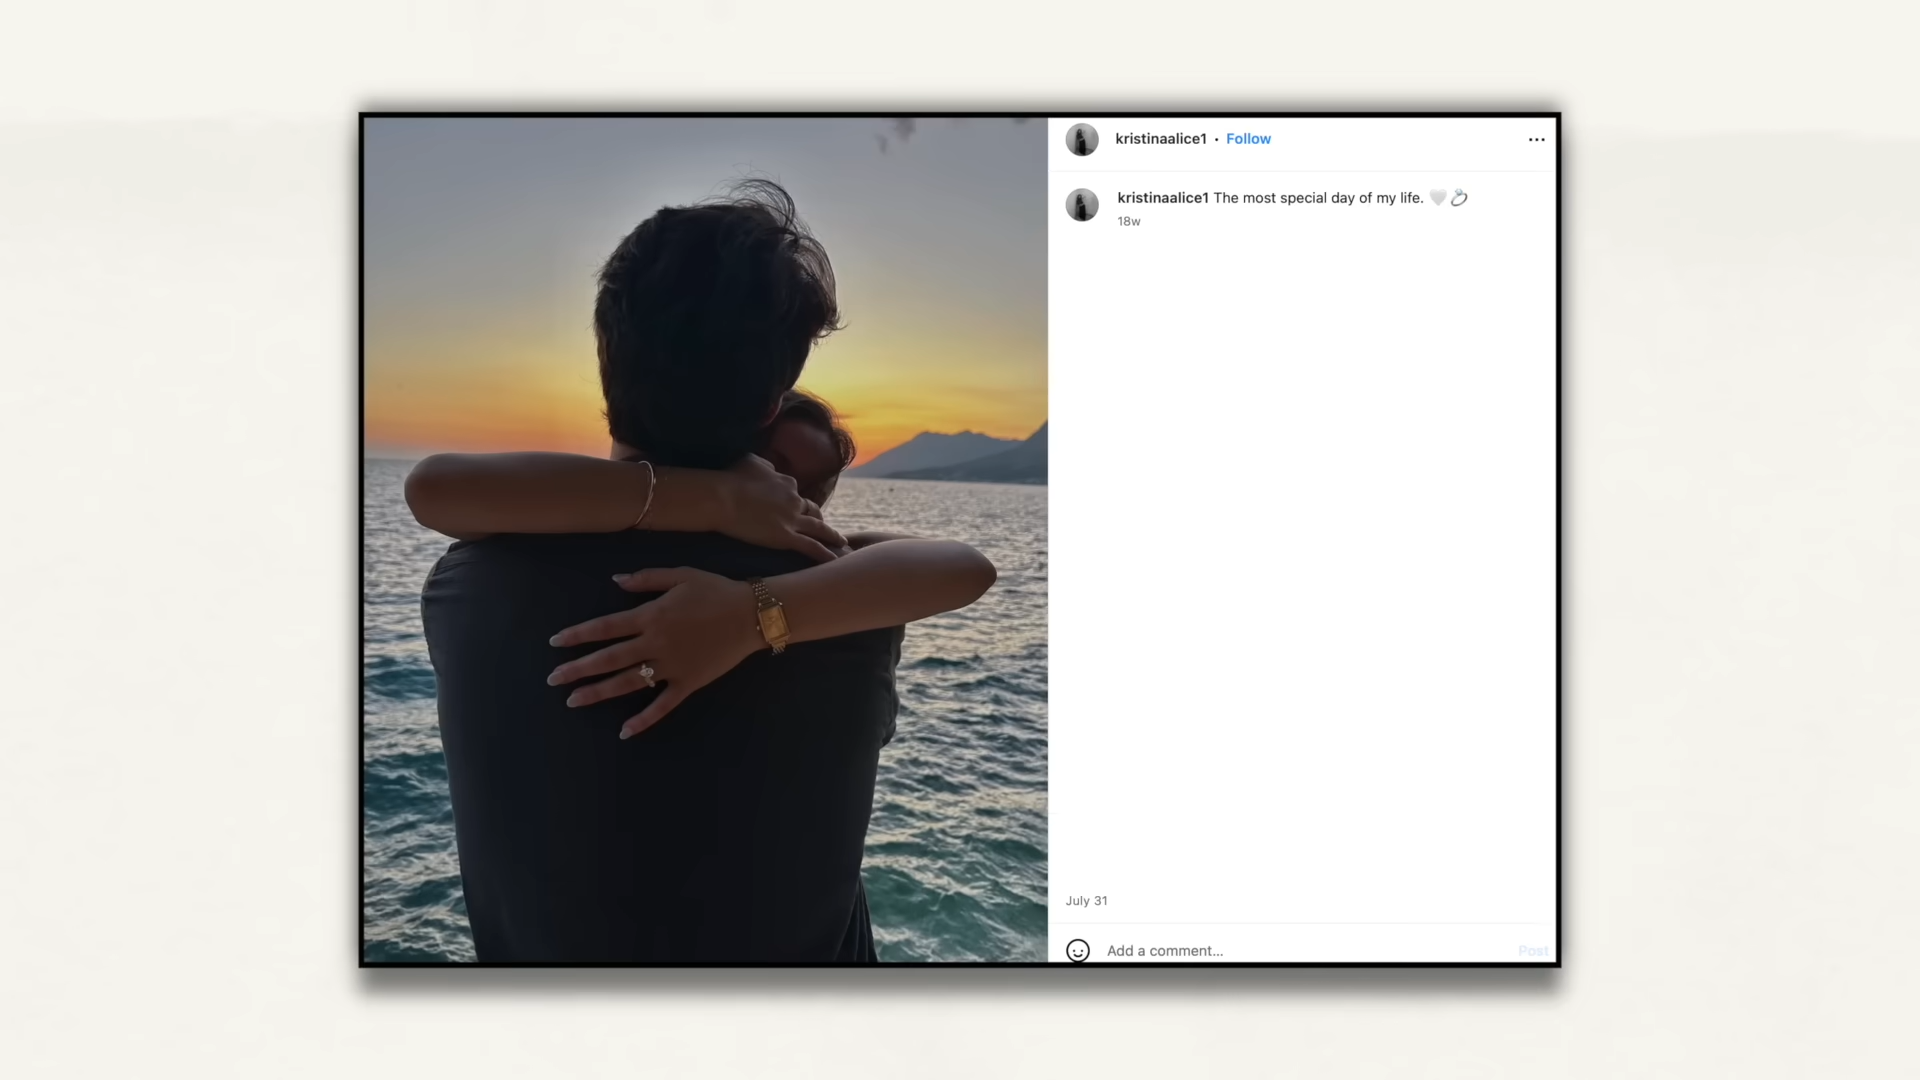 kristinaalice1 • Follow
kristinaalice1 The most special day of my life. 🤍💍
18w
July 31
Add a comment...
Post